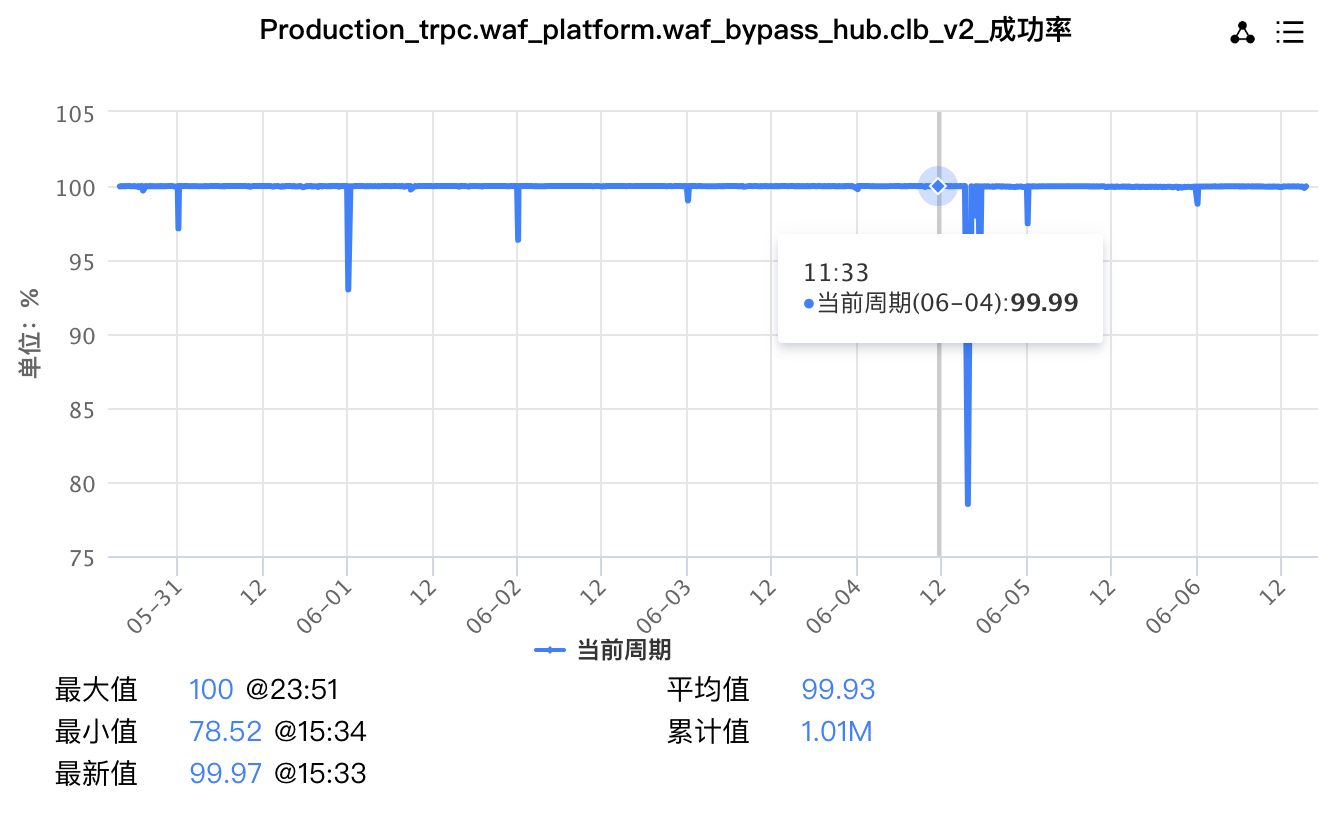 Production_trpc.waf_platform.waf_bypass_hub.clb_v2_成功率
单位：%
105
100
95
90
85
80
75
11:33
当前周期(06-04):99.99
05-31
12
06-01
12
06-02
12
06-03
12
06-04
12
06-05
12
06-06
12
当前周期
最大值 100 @23:51
平均值 99.93
最小值 78.52 @15:34
累计值 1.01M
最新值 99.97 @15:33